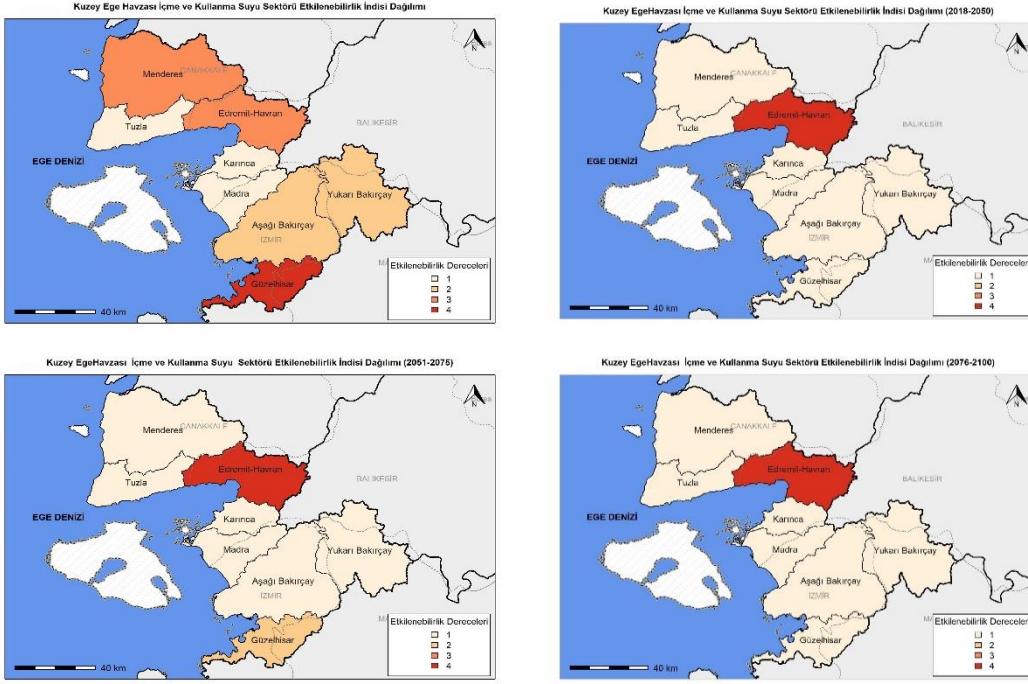 Kuzey Ege Havzası İçme ve Kullanma Suyu Sektörü Etkilenebilirlik İndisi Dağılımı
Menderes
ÇANAKKALE
Tuzla
Edremit-Havran
BALIKESİR
EGE DENİZİ
Karınca
Madra
Yukarı Bakırçay
Aşağı Bakırçay
İZMİR
Güzelhisar
Etkilenebilirlik Dereceleri
1
2
3
4
40 km
N
Kuzey EgeHavzası İçme ve Kullanma Suyu Sektörü Etkilenebilirlik İndisi Dağılımı (2018-2050)
Menderes
ÇANAKKALE
Tuzla
Edremit-Havran
BALIKESİR
EGE DENİZİ
Karınca
Madra
Yukarı Bakırçay
Aşağı Bakırçay
İZMİR
Güzelhisar
Etkilenebilirlik Dereceleri
1
2
3
4
40 km
N
Kuzey EgeHavzası İçme ve Kullanma Suyu Sektörü Etkilenebilirlik İndisi Dağılımı (2051-2075)
Menderes
ÇANAKKALE
Tuzla
Edremit-Havran
BALIKESİR
EGE DENİZİ
Karınca
Madra
Yukarı Bakırçay
Aşağı Bakırçay
İZMİR
Güzelhisar
Etkilenebilirlik Dereceleri
1
2
3
4
40 km
N
Kuzey EgeHavzası İçme ve Kullanma Suyu Sektörü Etkilenebilirlik İndisi Dağılımı (2076-2100)
Menderes
ÇANAKKALE
Tuzla
Edremit-Havran
BALIKESİR
EGE DENİZİ
Karınca
Madra
Yukarı Bakırçay
Aşağı Bakırçay
İZMİR
Güzelhisar
Etkilenebilirlik Dereceleri
1
2
3
4
40 km
N